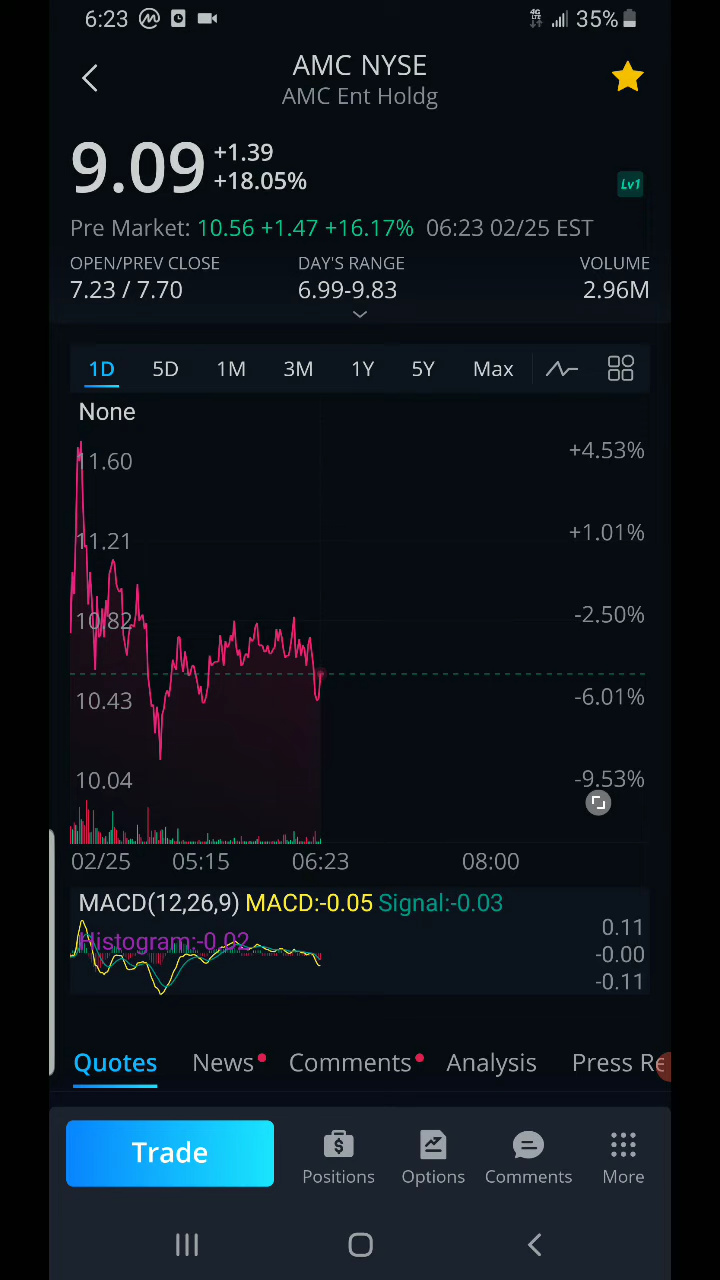 6:23 35%
AMC NYSE
AMC Ent Holdg
9.09 +1.39
+18.05%
Lv1
Pre Market: 10.56 +1.47 +16.17% 06:23 02/25 EST
OPEN/PREV CLOSE DAY'S RANGE VOLUME
7.23 / 7.70 6.99-9.83 2.96M
1D 5D 1M 3M 1Y 5Y Max
None
11.60 +4.53%
11.21 +1.01%
10.82 -2.50%
10.43 -6.01%
10.04 -9.53%
02/25 05:15 06:23 08:00
MACD(12,26,9) MACD:-0.05 Signal:-0.03
Histogram:-0.02
0.11
-0.00
-0.11
Quotes News Comments Analysis Press Re
Trade Positions Options Comments More